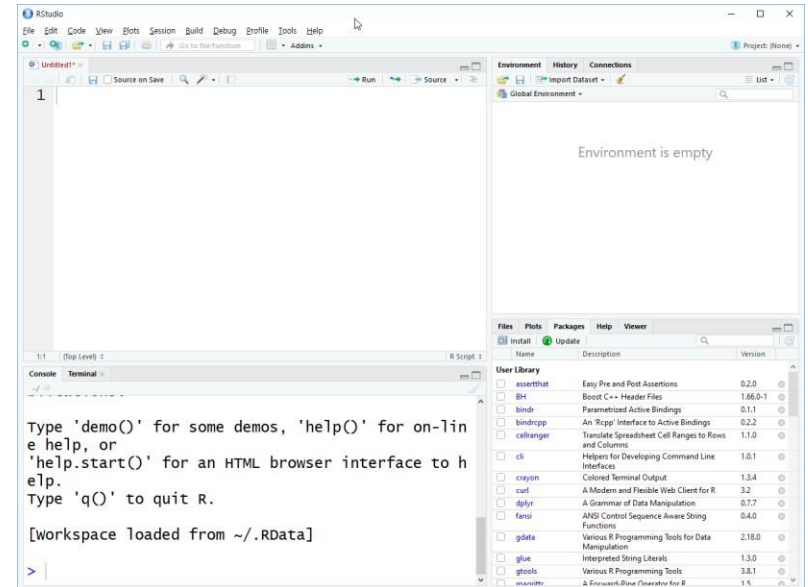 RStudio
File Edit Code View Plots Session Build Debug Profile Tools Help
Go to file/function Addins
Project: (None)
Untitled1*
Source on Save Run Source
1
1:1 (Top Level) R Script
Console Terminal
~/
Type 'demo()' for some demos, 'help()' for on-lin
e help, or
'help.start()' for an HTML browser interface to h
elp.
Type 'q()' to quit R.
[Workspace loaded from ~/.RData]
>
Environment History Connections
Import Dataset List
Global Environment
Environment is empty
Files Plots Packages Help Viewer
Install Update
Name Description Version
User Library
assertthat Easy Pre and Post Assertions 0.2.0
BH Boost C++ Header Files 1.66.0-1
bindr Parametrized Active Bindings 0.1.1
bindrcpp An 'Rcpp' Interface to Active Bindings 0.2.2
cellranger Translate Spreadsheet Cell Ranges to Rows 1.1.0
and Columns
cli Helpers for Developing Command Line 1.0.1
Interfaces
crayon Colored Terminal Output 1.3.4
curl A Modern and Flexible Web Client for R 3.2
dplyr A Grammar of Data Manipulation 0.7.7
fansi ANSI Control Sequence Aware String 0.4.0
Functions
gdata Various R Programming Tools for Data 2.18.0
Manipulation
glue Interpreted String Literals 1.3.0
gtools Various R Programming Tools 3.8.1
magrittr A Forward-Pipe Operator for R 1.5